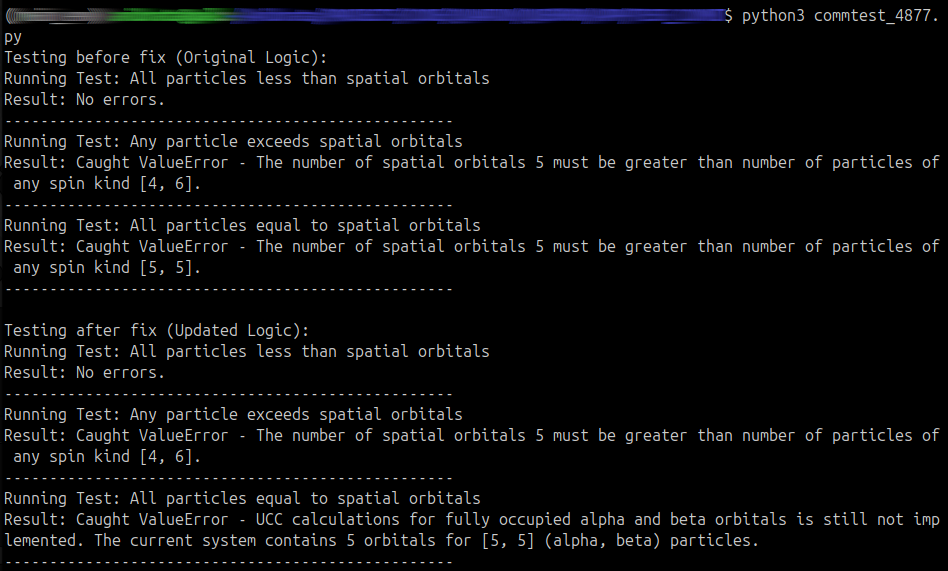 $ python3 commtest_4877.
py
Testing before fix (Original Logic):
Running Test: All particles less than spatial orbitals
Result: No errors.
--------------------------------------------------
Running Test: Any particle exceeds spatial orbitals
Result: Caught ValueError - The number of spatial orbitals 5 must be greater than number of particles of
 any spin kind [4, 6].
--------------------------------------------------
Running Test: All particles equal to spatial orbitals
Result: Caught ValueError - The number of spatial orbitals 5 must be greater than number of particles of
 any spin kind [5, 5].
--------------------------------------------------

Testing after fix (Updated Logic):
Running Test: All particles less than spatial orbitals
Result: No errors.
--------------------------------------------------
Running Test: Any particle exceeds spatial orbitals
Result: Caught ValueError - The number of spatial orbitals 5 must be greater than number of particles of
 any spin kind [4, 6].
--------------------------------------------------
Running Test: All particles equal to spatial orbitals
Result: Caught ValueError - UCC calculations for fully occupied alpha and beta orbitals is still not imp
lemented. The current system contains 5 orbitals for [5, 5] (alpha, beta) particles.
--------------------------------------------------